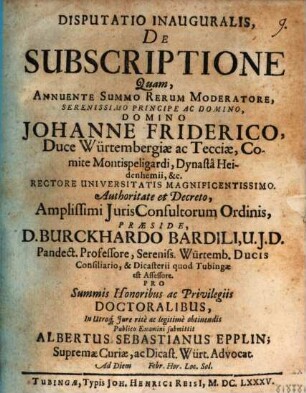 9.
DISPUTATIO INAUGURALIS,
DE
SUBSCRIPTIONE
Quam,
ANNUENTE SUMMO RERUM MODERATORE,
SERENISSIMO PRINCIPE AC DOMINO,
DOMINO
JOHANNE FRIDERICO,
Duce Würtembergiæ ac Tecciæ, Co-
mite Montispeligardi, Dynastâ Hei-
denhemii, &c.
RECTORE UNIVERSITATIS MAGNIFICENTISSIMO.
Authoritate et Decreto,
Amplissimi JurisConsultorum Ordinis,
PRÆSIDE,
D. BURCKHARDO BARDILI, U.J.D.
Pandect. Professore, Sereniss. Würtemb. DUCIS
Consiliario, & Dicasterii quod Tubingæ
est Assessore.
PRO
Summis Honoribus ac Privilegiis
DOCTORALIBUS,
In Utroq; Jure ritè ac legitimè obtinendis
Publico Examini submittit
ALBERTUS SEBASTIANUS EPPLIN;
Supremæ Curiæ, ac Dicast. Würt. Advocat.
Ad Diem Febr. Hor. Loc. Sol.
TUBINGÆ, Typis JOH. HENRICI REISI, M. DC. LXXXV.